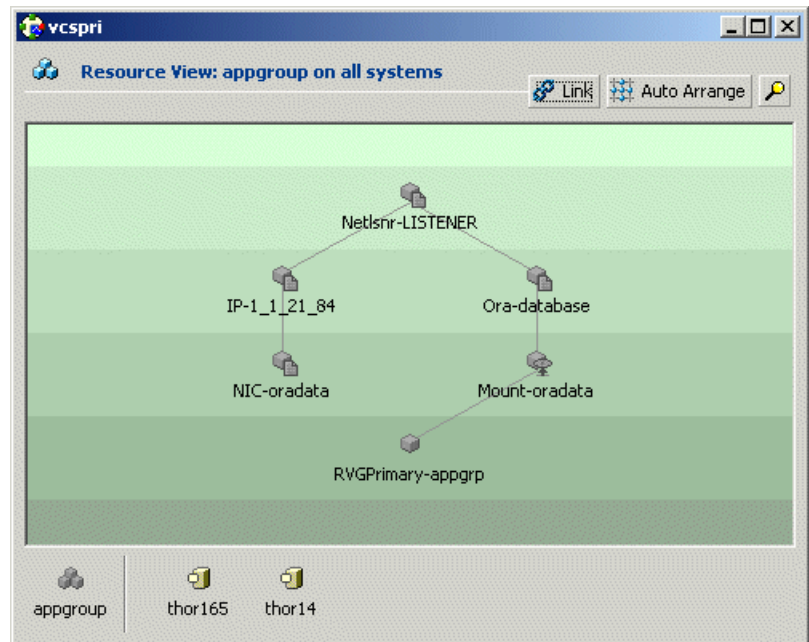 vcspri
Resource View: appgroup on all systems
Link
Auto Arrange
Netlsnr-LISTENER
IP-1_1_21_84
Ora-database
NIC-oradata
Mount-oradata
RVGPrimary-appgrp
appgroup
thor165
thor14